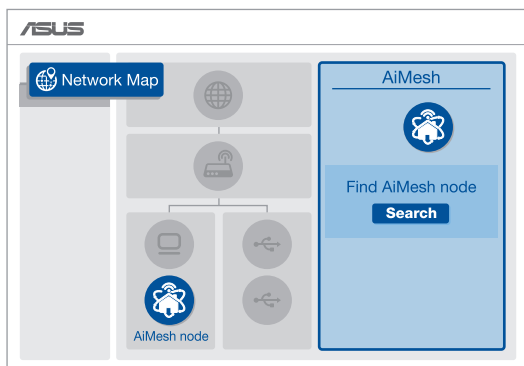 ASUS
Network Map
AiMesh
Find AiMesh node
Search
AiMesh node